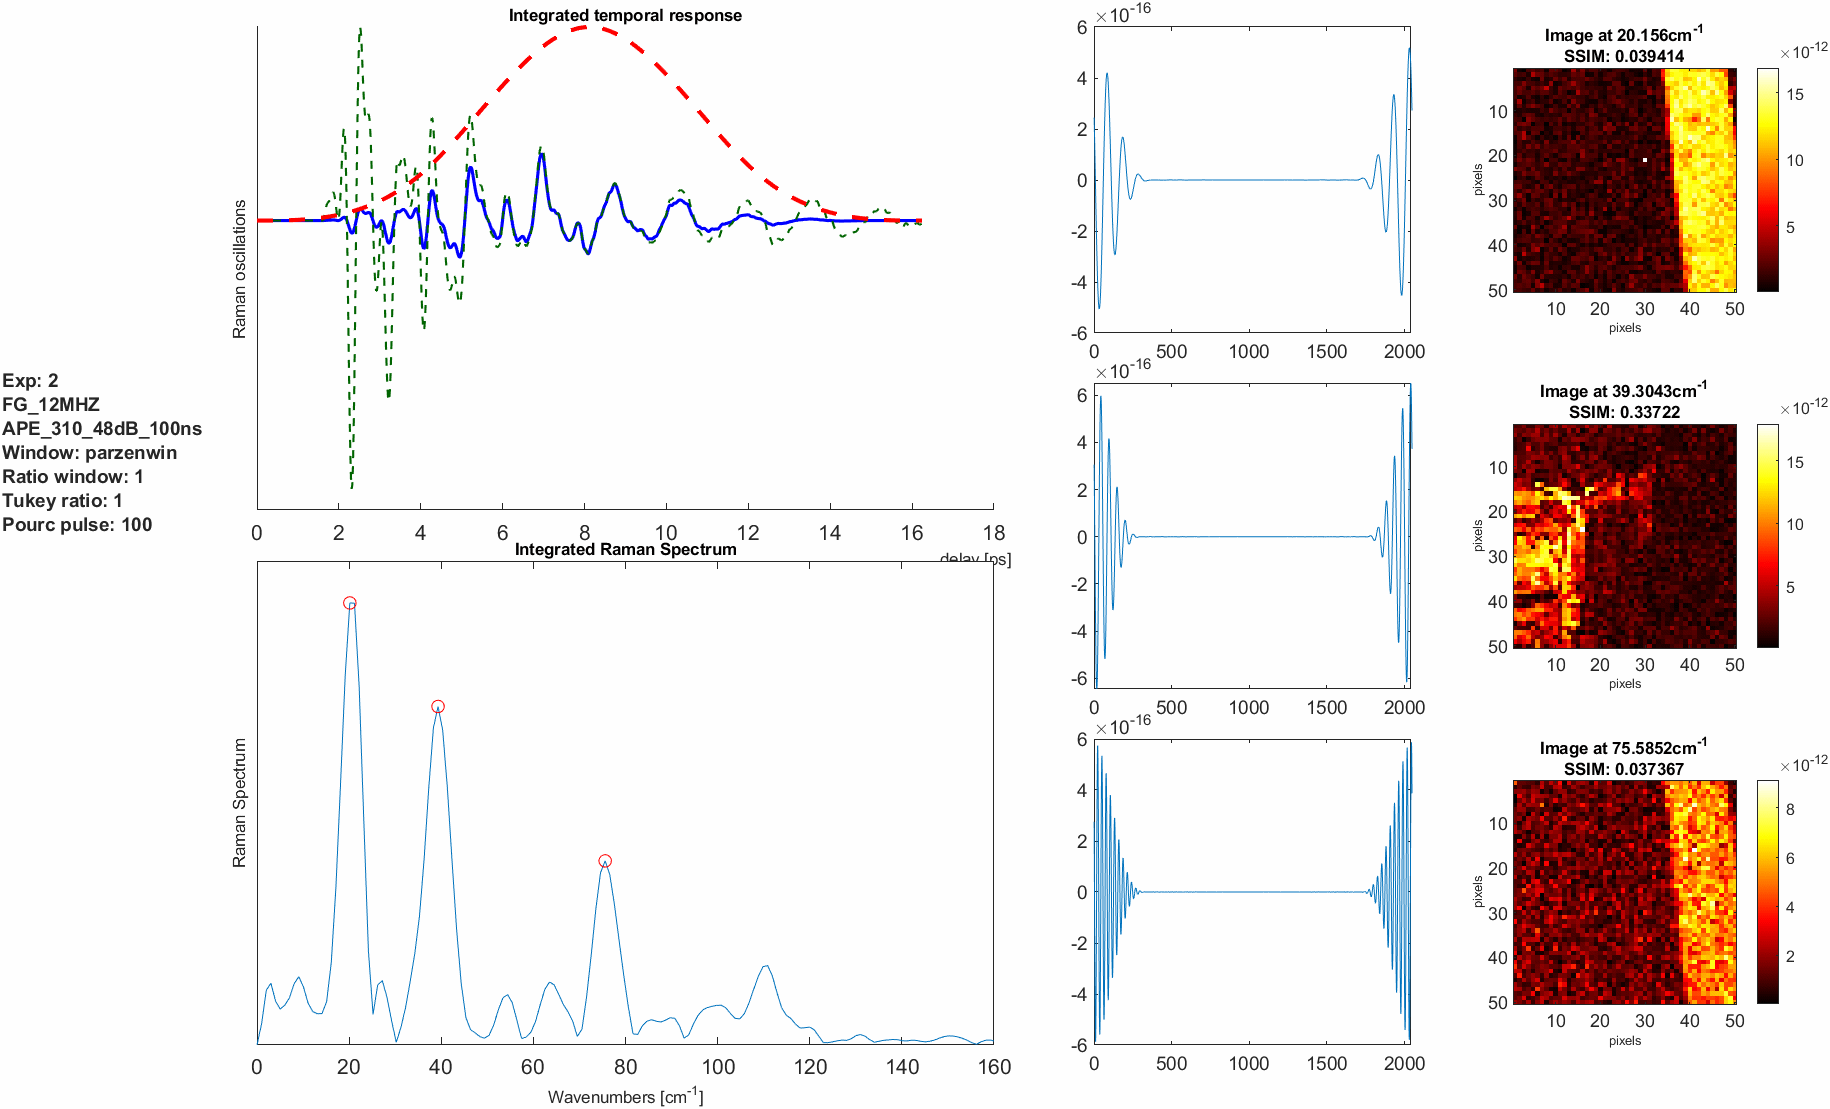 Integrated temporal response
Raman oscillations
0 2 4 6 8 10 12 14 16 18
delay [ps]
Exp: 2
FG_12MHZ
APE_310_48dB_100ns
Window: parzenwin
Ratio window: 1
Tukey ratio: 1
Pourc pulse: 100
Integrated Raman Spectrum
Raman Spectrum
0 20 40 60 80 100 120 140 160
Wavenumbers [cm-1]
×10-16
6
4
2
0
-2
-4
-6
0 500 1000 1500 2000
×10-16
6
4
2
0
-2
-4
-6
0 500 1000 1500 2000
×10-16
6
4
2
0
-2
-4
-6
0 500 1000 1500 2000
Image at 20.156cm-1
SSIM: 0.039414
×10-12
pixels
10
20
30
40
50
10 20 30 40 50
pixels
15
10
5
Image at 39.3043cm-1
SSIM: 0.33722
×10-12
pixels
10
20
30
40
50
10 20 30 40 50
pixels
15
10
5
Image at 75.5852cm-1
SSIM: 0.037367
×10-12
pixels
10
20
30
40
50
10 20 30 40 50
pixels
8
6
4
2